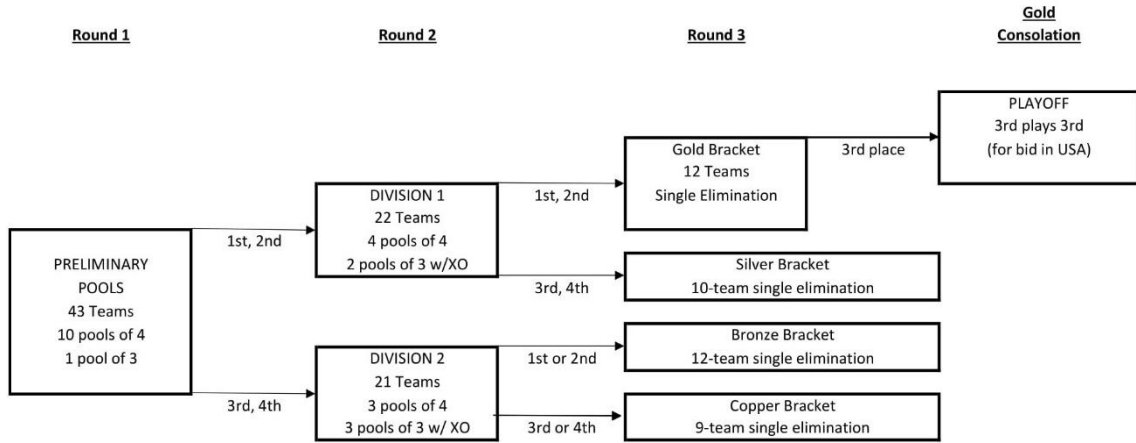 Round 1
Round 2
Round 3
Gold
Consolation
PRELIMINARY
POOLS
43 Teams
10 pools of 4
1 pool of 3
1st, 2nd
3rd, 4th
DIVISION 1
22 Teams
4 pools of 4
2 pools of 3 w/XO
1st, 2nd
3rd, 4th
DIVISION 2
21 Teams
3 pools of 4
3 pools of 3 w/ XO
1st or 2nd
3rd or 4th
Gold Bracket
12 Teams
Single Elimination
3rd place
Silver Bracket
10-team single elimination
Bronze Bracket
12-team single elimination
Copper Bracket
9-team single elimination
PLAYOFF
3rd plays 3rd
(for bid in USA)